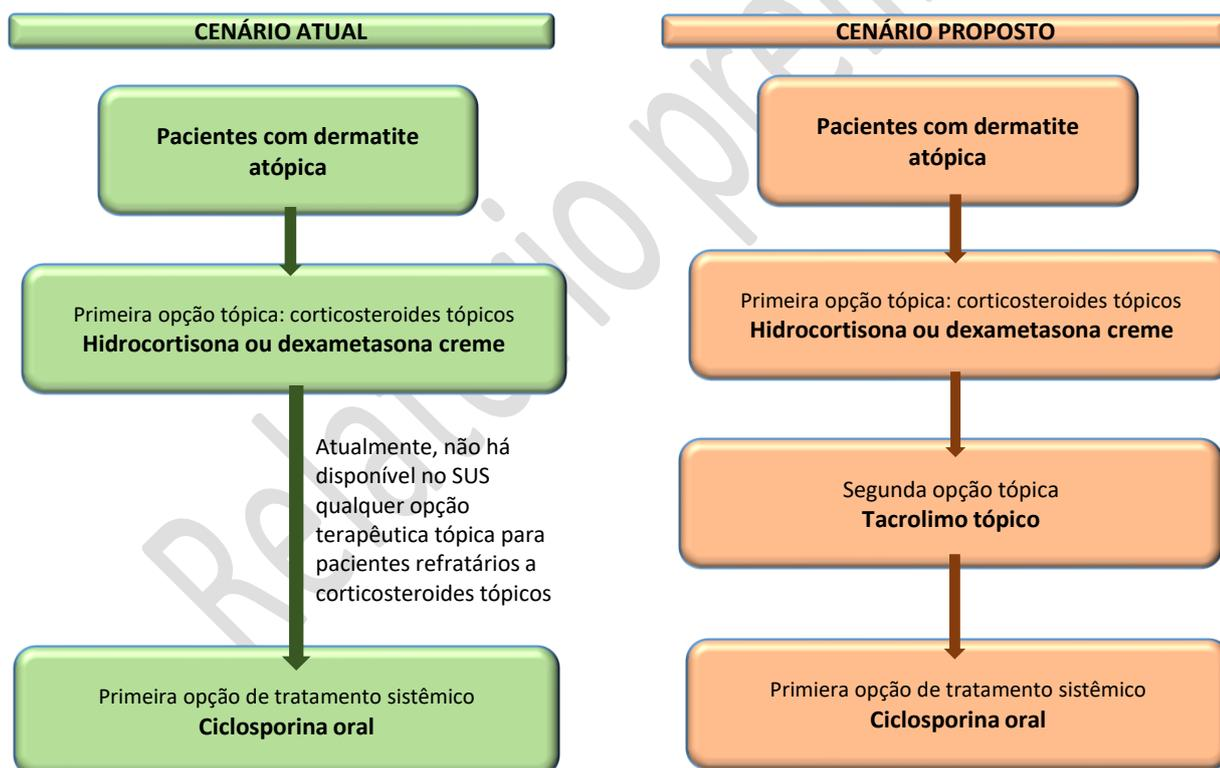 CENÁRIO ATUAL
Pacientes com dermatite
atópica
Primeira opção tópica: corticosteroides tópicos
Hidrocortisona ou dexametasona creme
Atualmente, não há
disponível no SUS
qualquer opção
terapêutica tópica para
pacientes refratários a
corticosteroides tópicos
Primeira opção de tratamento sistêmico
Ciclosporina oral
CENÁRIO PROPOSTO
Pacientes com dermatite
atópica
Primeira opção tópica: corticosteroides tópicos
Hidrocortisona ou dexametasona creme
Segunda opção tópica
Tacrolimo tópico
Primiera opção de tratamento sistêmico
Ciclosporina oral
Relatório